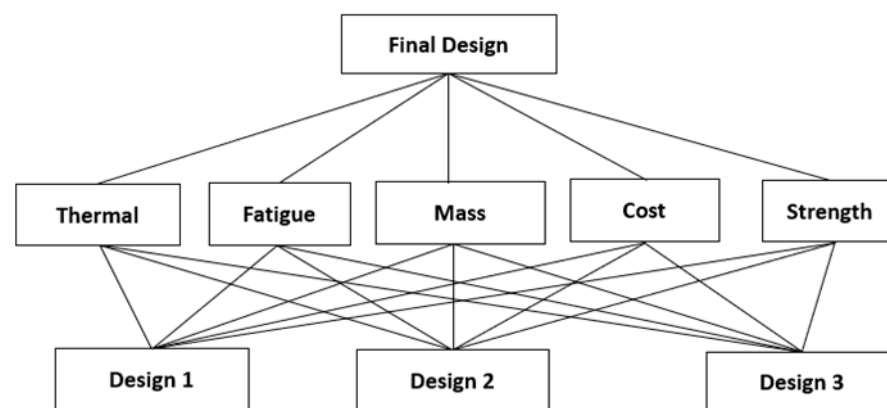 Final Design
Thermal
Fatigue
Mass
Cost
Strength
Design 1
Design 2
Design 3